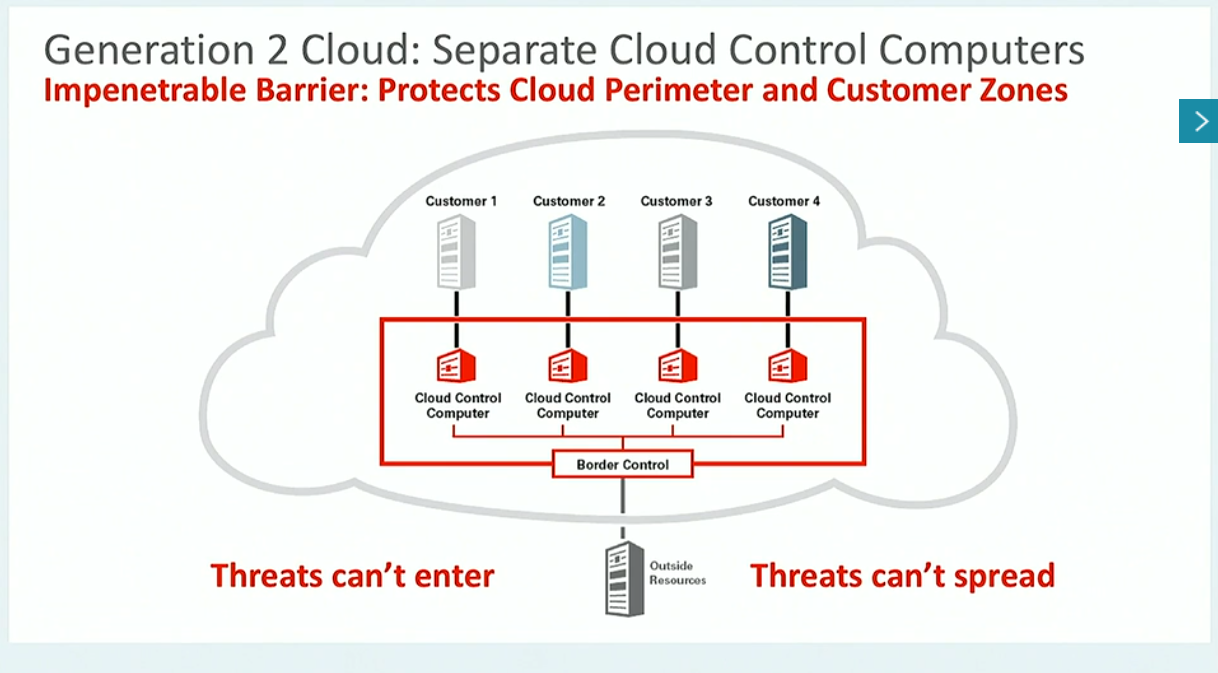 Generation 2 Cloud: Separate Cloud Control Computers
Impenetrable Barrier: Protects Cloud Perimeter and Customer Zones
Customer 1
Customer 2
Customer 3
Customer 4
Cloud Control
Computer
Cloud Control
Computer
Cloud Control
Computer
Cloud Control
Computer
Border Control
Threats can't enter
Outside
Resources
Threats can't spread